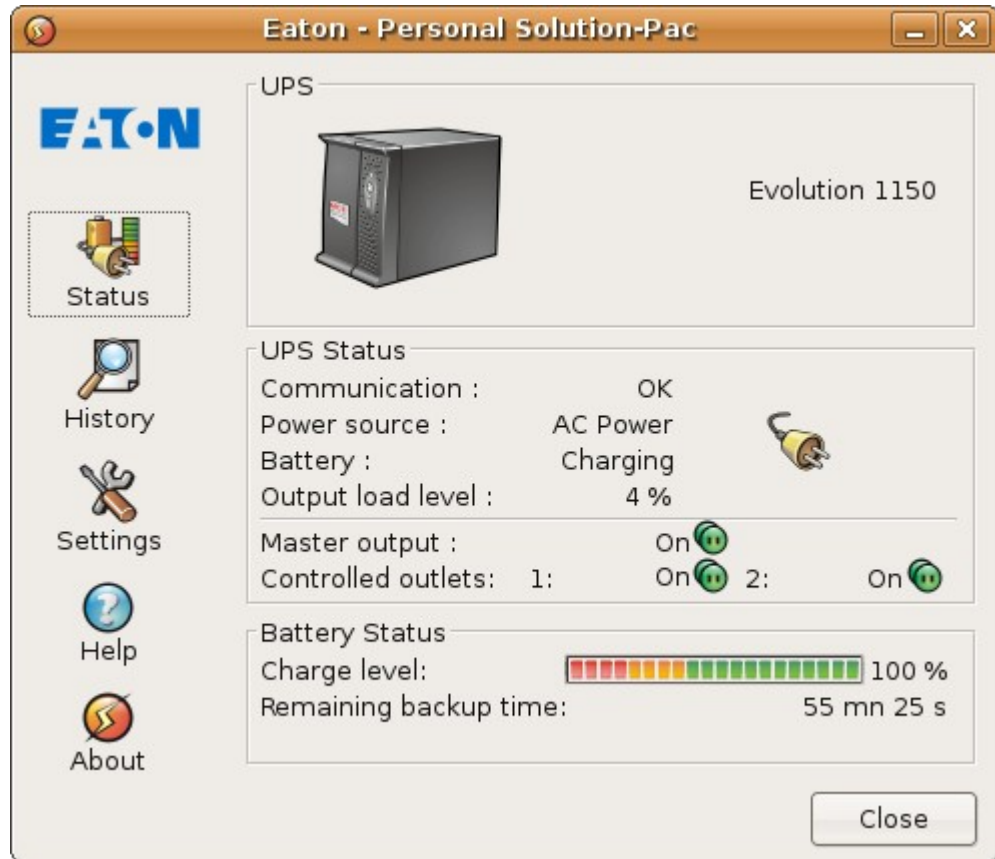 Eaton - Personal Solution-Pac
EATON
Status
History
Settings
Help
About
UPS
Evolution 1150
UPS Status
Communication : OK
Power source : AC Power
Battery : Charging
Output load level : 4 %
Master output : On
Controlled outlets: 1: On 2: On
Battery Status
Charge level: 100 %
Remaining backup time: 55 mn 25 s
Close